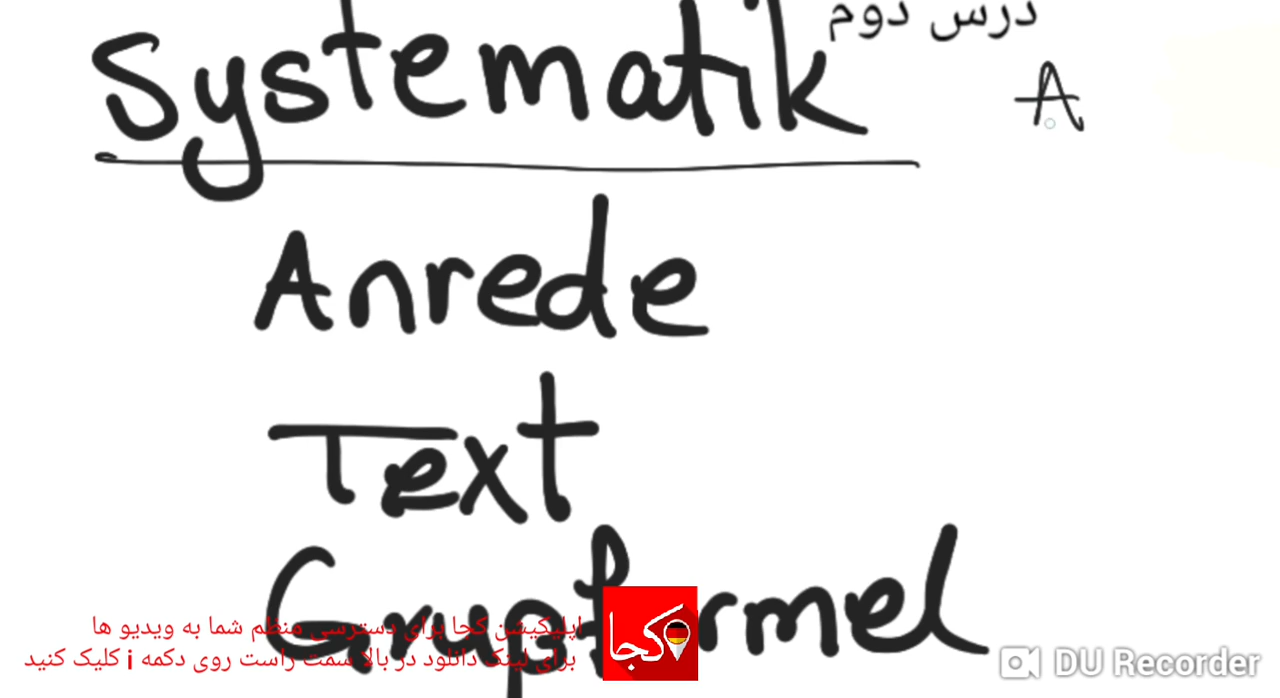 درس دوم
Systematik
A
Anrede
Text
اپلیکیشن کجا برای دسترسی منظم شما به ویدیو ها
برای لینک دانلود در بالا سمت راست روی دکمه i کلیک کنید
کجا
DU Recorder